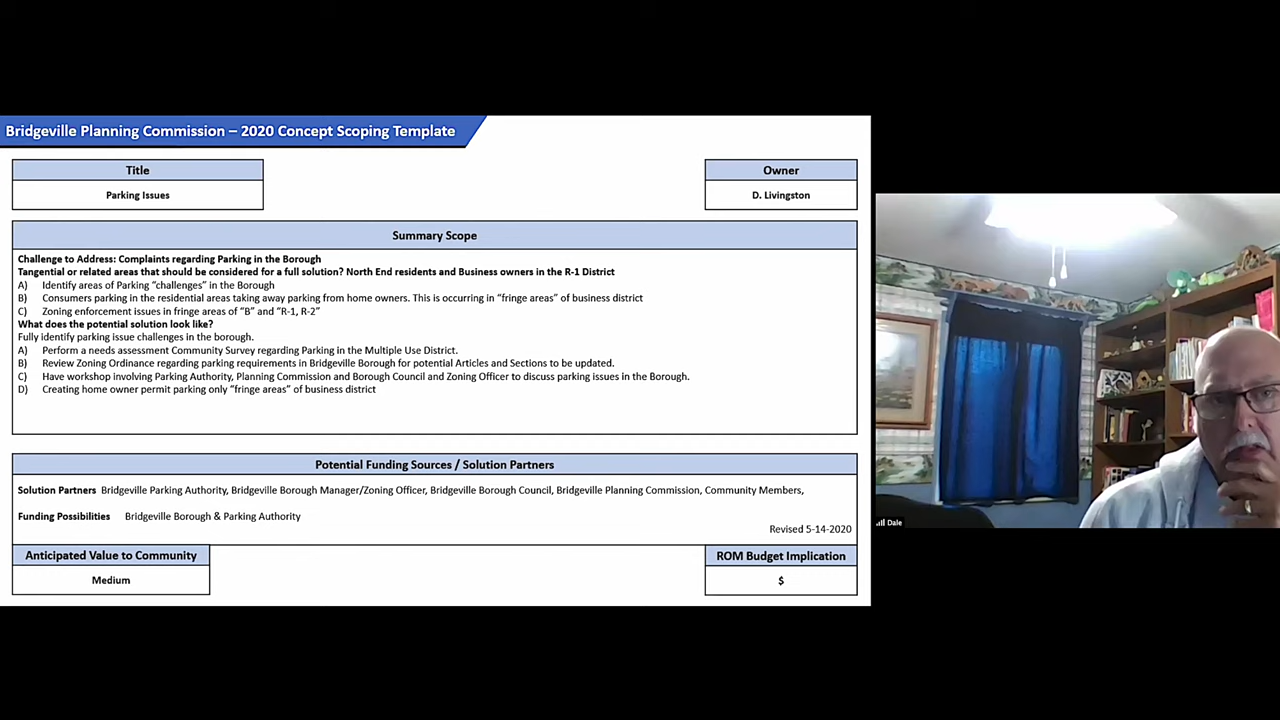 Bridgeville Planning Commission – 2020 Concept Scoping Template
Title
Owner
Parking Issues
D. Livingston
Summary Scope
Challenge to Address: Complaints regarding Parking in the Borough
Tangential or related areas that should be considered for a full solution? North End residents and Business owners in the R-1 District
A) Identify areas of Parking "challenges" in the Borough
B) Consumers parking in the residential areas taking away parking from home owners. This is occurring in "fringe areas" of business district
C) Zoning enforcement issues in fringe areas of "B" and "R-1, R-2"
What does the potential solution look like?
Fully identify parking issue challenges in the borough.
A) Perform a needs assessment Community Survey regarding Parking in the Multiple Use District.
B) Review Zoning Ordinance regarding parking requirements in Bridgeville Borough for potential Articles and Sections to be updated.
C) Have workshop involving Parking Authority, Planning Commission and Borough Council and Zoning Officer to discuss parking issues in the Borough.
D) Creating home owner permit parking only "fringe areas" of business district
Potential Funding Sources / Solution Partners
Solution Partners Bridgeville Parking Authority, Bridgeville Borough Manager/Zoning Officer, Bridgeville Borough Council, Bridgeville Planning Commission, Community Members,
Funding Possibilities Bridgeville Borough & Parking Authority
Revised 5-14-2020
Anticipated Value to Community
ROM Budget Implication
Medium
$
Dale